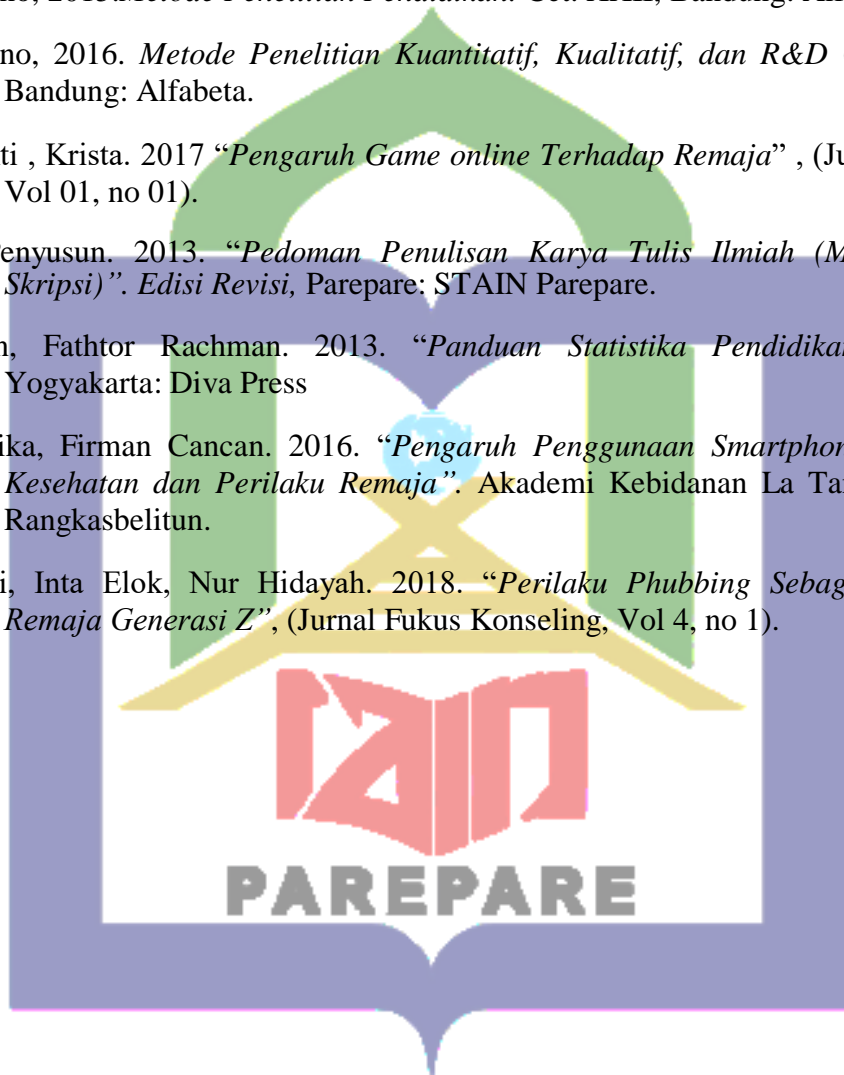 no, 2016. Metode Penelitian Kuantitatif, Kualitatif, dan R&D
Bandung: Alfabeta.
ti , Krista. 2017 “Pengaruh Game online Terhadap Remaja” , (Ju
Vol 01, no 01).
enyusun. 2013. “Pedoman Penulisan Karya Tulis Ilmiah (M
Skripsi)”. Edisi Revisi, Parepare: STAIN Parepare.
n, Fathtor Rachman. 2013. “Panduan Statistika Pendidika
Yogyakarta: Diva Press
ika, Firman Cancan. 2016. “Pengaruh Penggunaan Smartphon
Kesehatan dan Perilaku Remaja”. Akademi Kebidanan La Ta
Rangkasbelitun.
i, Inta Elok, Nur Hidayah. 2018. “Perilaku Phubbing Sebag
Remaja Generasi Z”, (Jurnal Fukus Konseling, Vol 4, no 1).
iain
PAREPARE